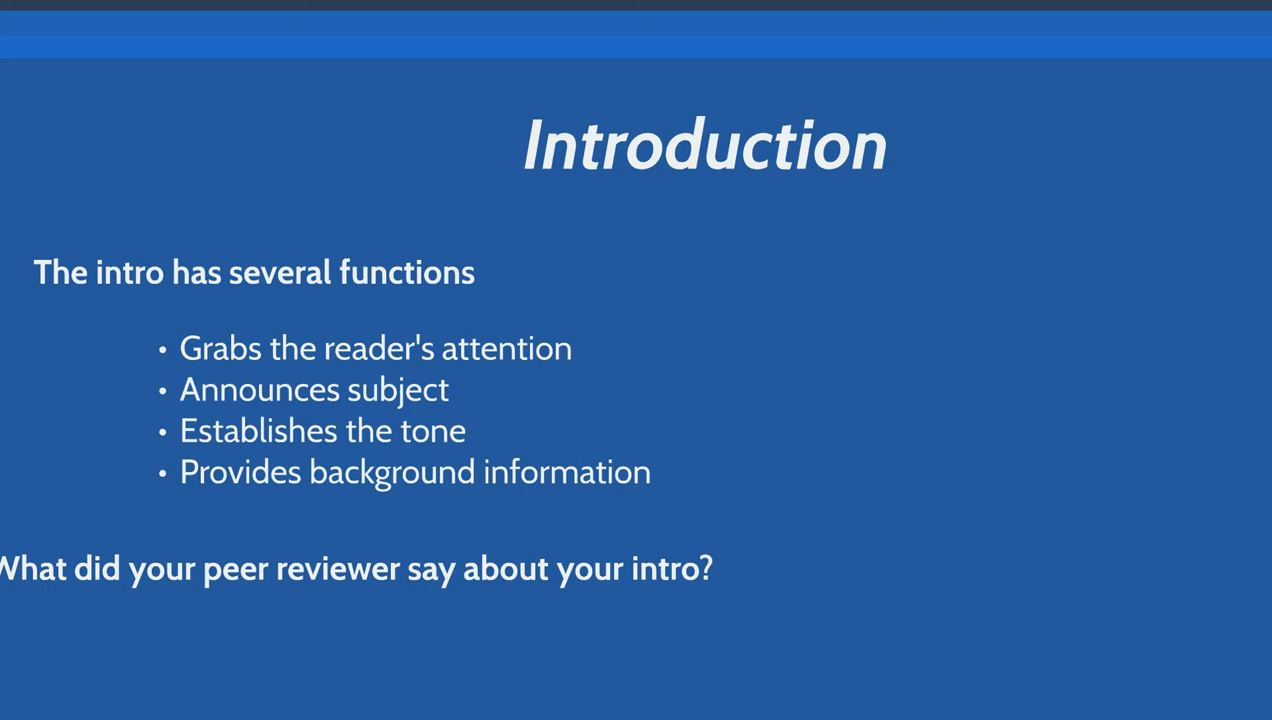 Introduction
The intro has several functions
• Grabs the reader's attention
• Announces subject
• Establishes the tone
• Provides background information
What did your peer reviewer say about your intro?